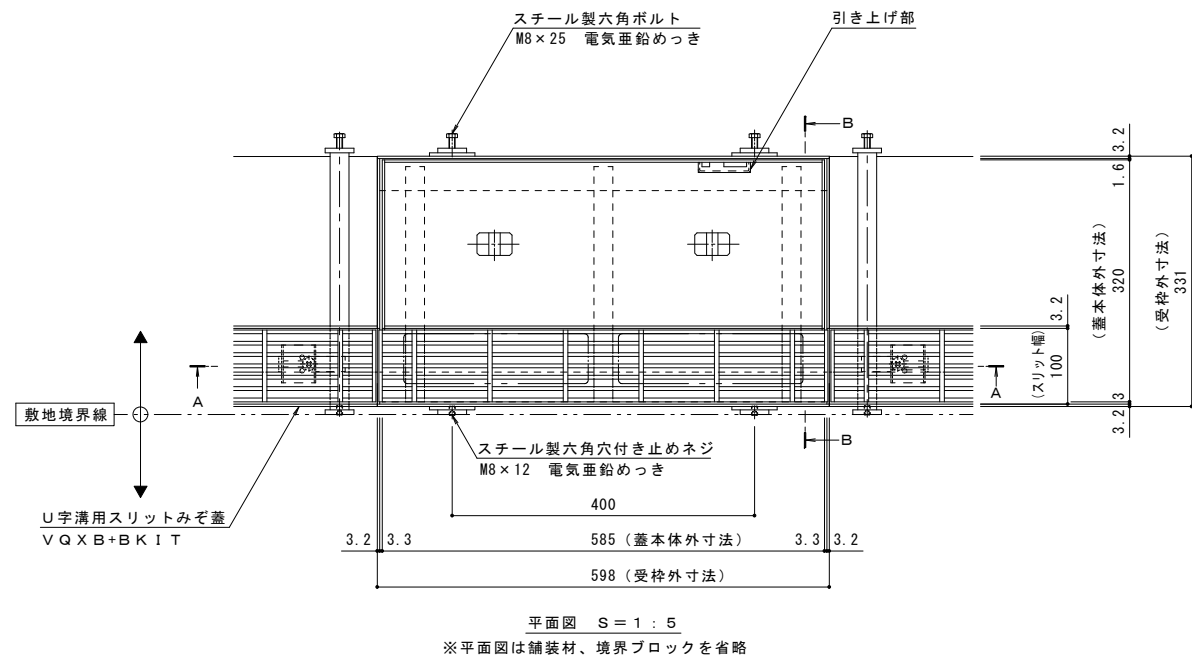 スチール製六角ボルト
M8×25 電気亜鉛めっき
引き上げ部
B
3.2
1.6
(蓋本体外寸法)
320
(受枠外寸法)
331
3.2
(スリット幅)
100
A
A
敷地境界線
3
3.2
B
スチール製六角穴付き止めネジ
M8×12 電気亜鉛めっき
U字溝用スリットみぞ蓋
VQXB+BKIT
400
3.2 3.3 585(蓋本体外寸法) 3.3 3.2
598(受枠外寸法)
平面図 S=1:5
※平面図は舗装材、境界ブロックを省略